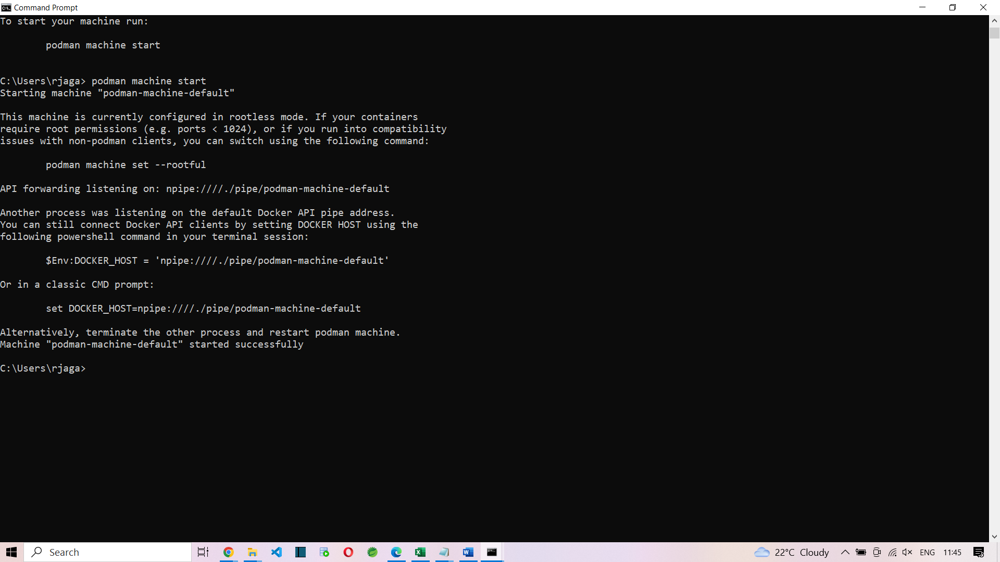 Command Prompt
To start your machine run:
podman machine start
C:\Users\rjaga> podman machine start
Starting machine "podman-machine-default"
This machine is currently configured in rootless mode. If your containers
require root permissions (e.g. ports < 1024), or if you run into compatibility
issues with non-podman clients, you can switch using the following command:
podman machine set --rootful
API forwarding listening on: npipe:////./pipe/podman-machine-default
Another process was listening on the default Docker API pipe address.
You can still connect Docker API clients by setting DOCKER HOST using the
following powershell command in your terminal session:
$Env:DOCKER_HOST = 'npipe:////./pipe/podman-machine-default'
Or in a classic CMD prompt:
set DOCKER_HOST=npipe:////./pipe/podman-machine-default
Alternatively, terminate the other process and restart podman machine.
Machine "podman-machine-default" started successfully
C:\Users\rjaga>
Search
22°C Cloudy
ENG
11:45